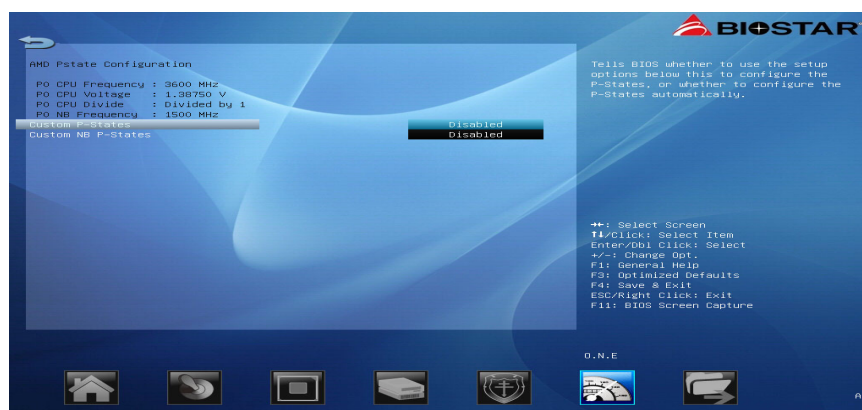 BIOSTAR
AMD Pstate Configuration
P0 CPU Frequency : 3600 MHz
P0 CPU Voltage : 1.38750 V
P0 CPU Divide : Divided by 1
P0 NB Frequency : 1500 MHz
Custom P-States Disabled
Custom NB P-States Disabled
Tells BIOS whether to use the setup
options below this to configure the
P-States, or whether to configure the
P-States automatically.
→←: Select Screen
↑↓/Click: Select Item
Enter/Dbl Click: Select
+/-: Change Opt.
F1: General Help
F3: Optimized Defaults
F4: Save & Exit
ESC/Right Click: Exit
F11: BIOS Screen Capture
O.N.E
A